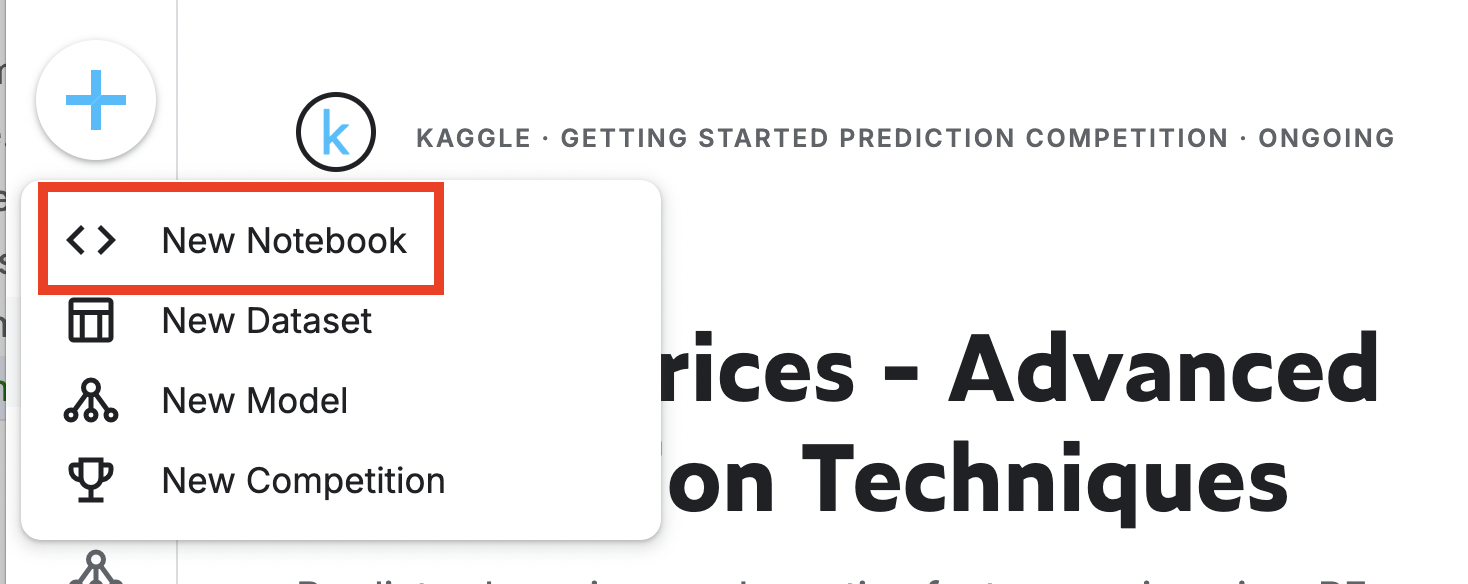 k
KAGGLE · GETTING STARTED PREDICTION COMPETITION · ONGOING
New Notebook
New Dataset
New Model
New Competition
rices - Advanced
on Techniques